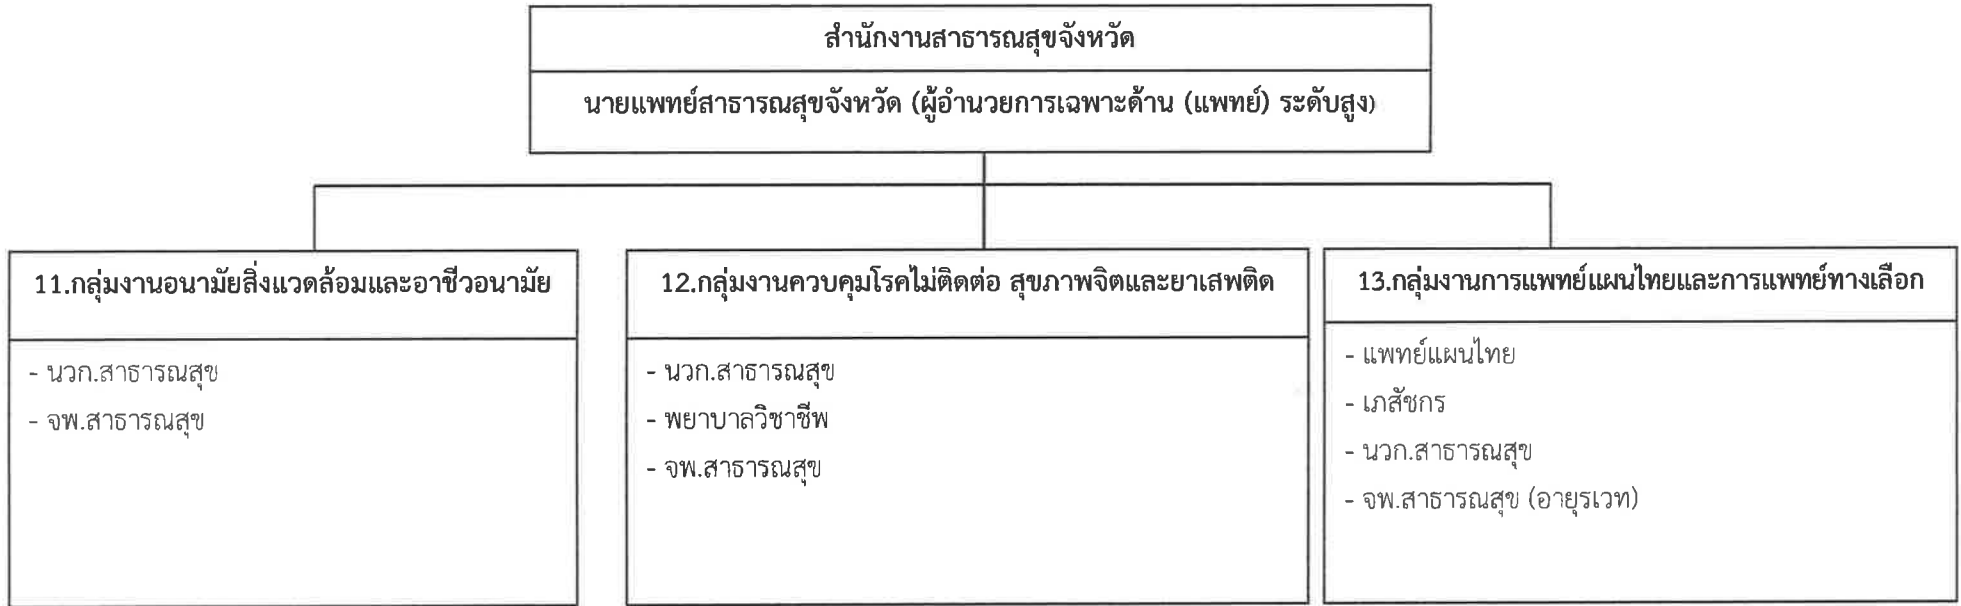 สำนักงานสาธารณสุขจังหวัด
นายแพทย์สาธารณสุขจังหวัด (ผู้อำนวยการเฉพาะด้าน (แพทย์) ระดับสูง)
11.กลุ่มงานอนามัยสิ่งแวดล้อมและอาชีวอนามัย
- นวก.สาธารณสุข
- จพ.สาธารณสุข
12.กลุ่มงานควบคุมโรคไม่ติดต่อ สุขภาพจิตและยาเสพติด
- นวก.สาธารณสุข
- พยาบาลวิชาชีพ
- จพ.สาธารณสุข
13.กลุ่มงานการแพทย์แผนไทยและการแพทย์ทางเลือก
- แพทย์แผนไทย
- เภสัชกร
- นวก.สาธารณสุข
- จพ.สาธารณสุข (อายุรเวท)